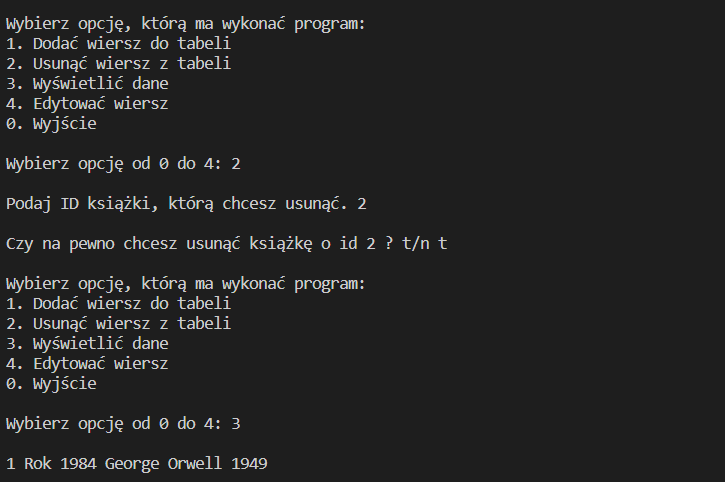 Wybierz opcję, którą ma wykonać program:
1. Dodać wiersz do tabeli
2. Usunąć wiersz z tabeli
3. Wyświetlić dane
4. Edytować wiersz
0. Wyjście
Wybierz opcję od 0 do 4: 2
Podaj ID książki, którą chcesz usunąć. 2
Czy na pewno chcesz usunąć książkę o id 2 ? t/n t
Wybierz opcję, którą ma wykonać program:
1. Dodać wiersz do tabeli
2. Usunąć wiersz z tabeli
3. Wyświetlić dane
4. Edytować wiersz
0. Wyjście
Wybierz opcję od 0 do 4: 3
1 Rok 1984 George Orwell 1949